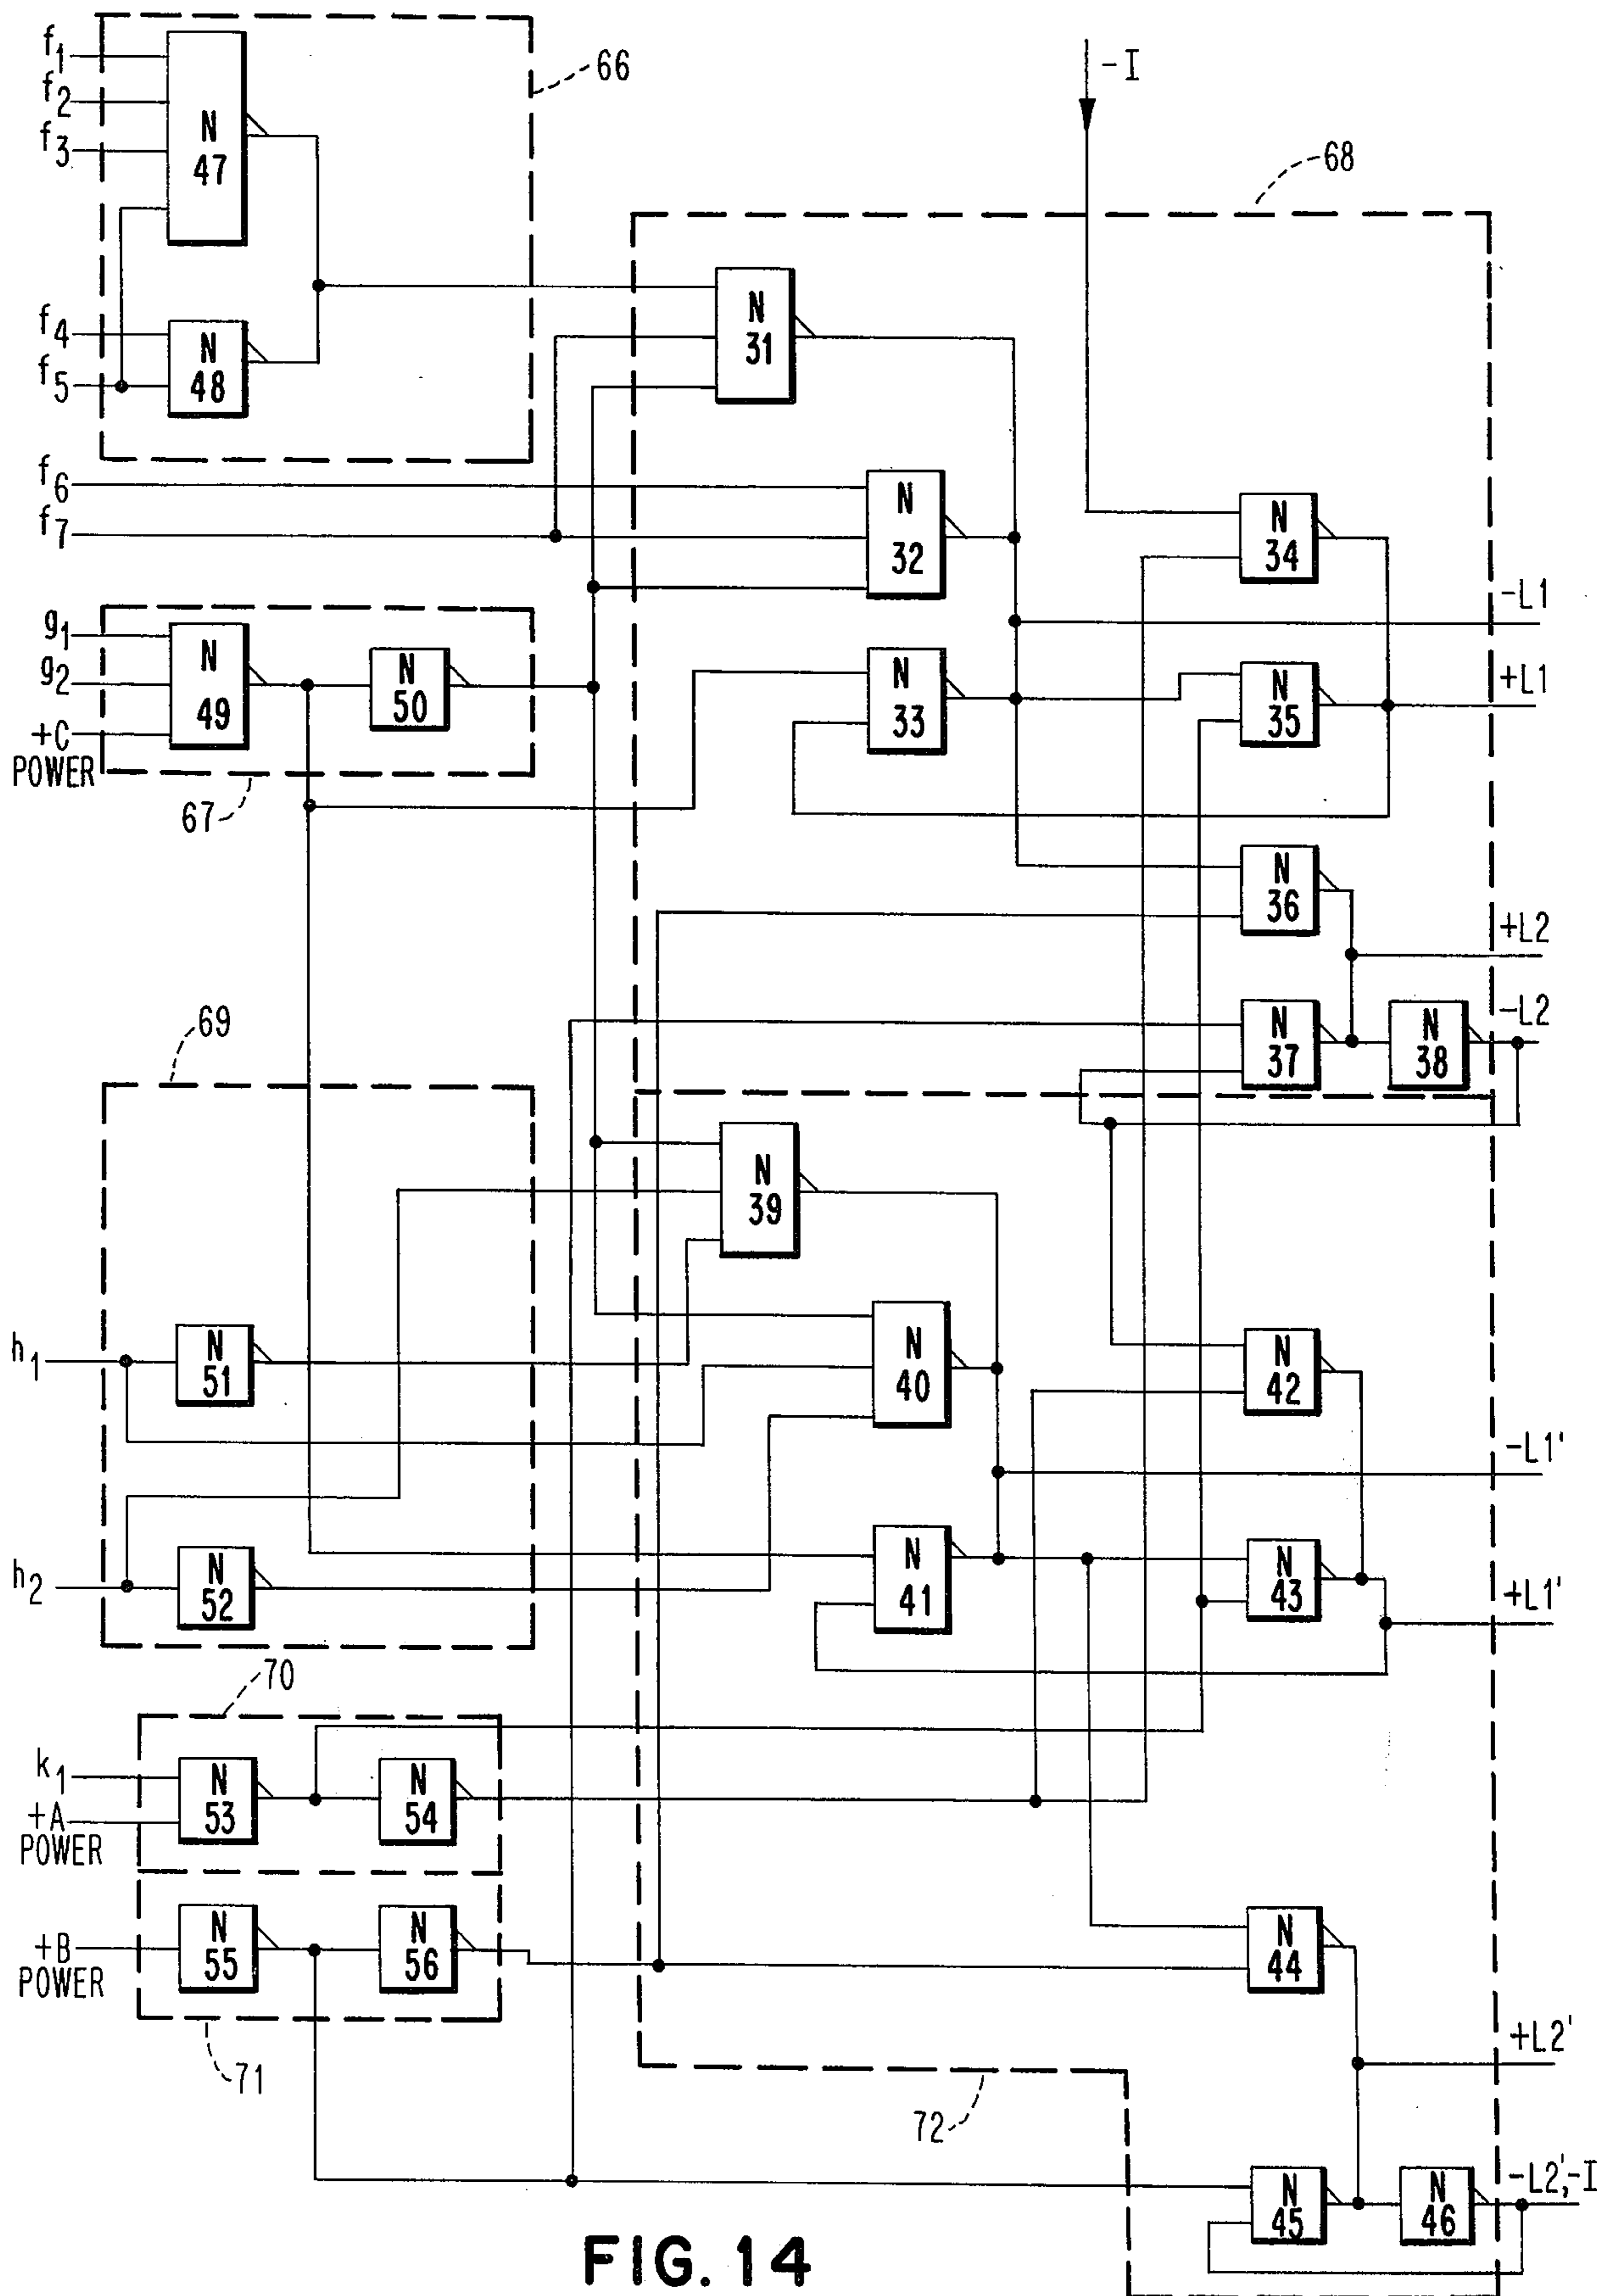 f1
f2
f3
N
47
66
-I
68
f4
f5
N
48
N
31
f6
f7
N
32
N
34
-L1
g1
g2
+C
POWER
N
49
N
50
67
N
33
N
35
+L1
N
36
+L2
69
N
37
N
38
-L2
N
39
h1
N
51
N
40
N
42
-L1'
h2
N
52
N
41
N
43
+L1'
70
k1
+A
POWER
N
53
N
54
+B
POWER
N
55
N
56
N
44
71
72
+L2'
N
45
N
46
-L2',-I
FIG. 14